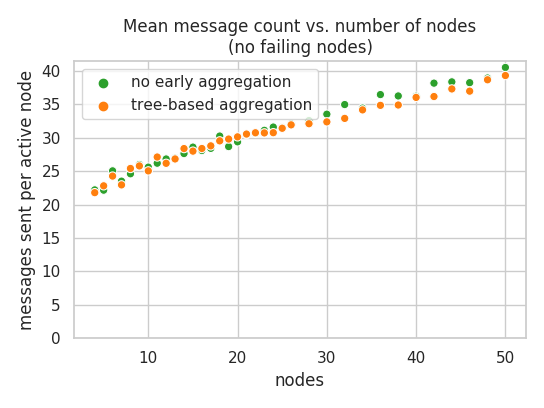 Mean message count vs. number of nodes
(no failing nodes)
messages sent per active node
40
35
30
25
20
15
10
5
0
no early aggregation
tree-based aggregation
10
20
30
40
50
nodes